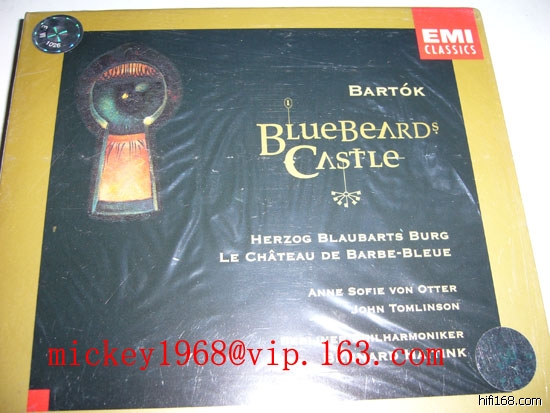 EMI
CLASSICS
BARTÓK
BLUEBEARDS
CASTLE
HERZOG BLAUBARTS BURG
LE CHÂTEAU DE BARBE-BLEUE
ANNE SOFIE VON OTTER
JOHN TOMLINSON
PHILHARMONIKER
mickey1968@vip.163.com
hifi168.com